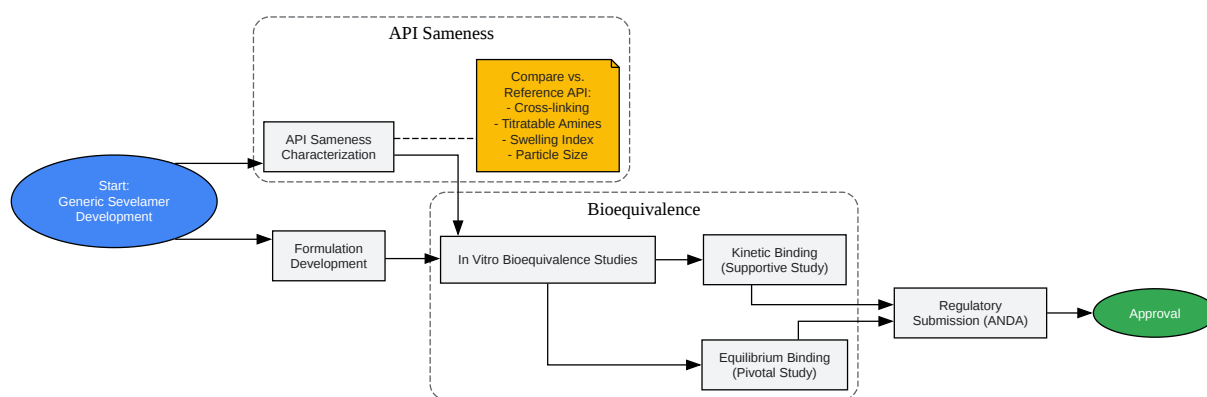 API Sameness
Compare vs.
Reference API:
- Cross-linking
- Titratable Amines
- Swelling Index
- Particle Size
API Sameness
Characterization
Start:
Generic Sevelamer
Development
Bioequivalence
Formulation
Development
In Vitro Bioequivalence Studies
Kinetic Binding
(Supportive Study)
Equilibrium Binding
(Pivotal Study)
Regulatory
Submission (ANDA)
Approval